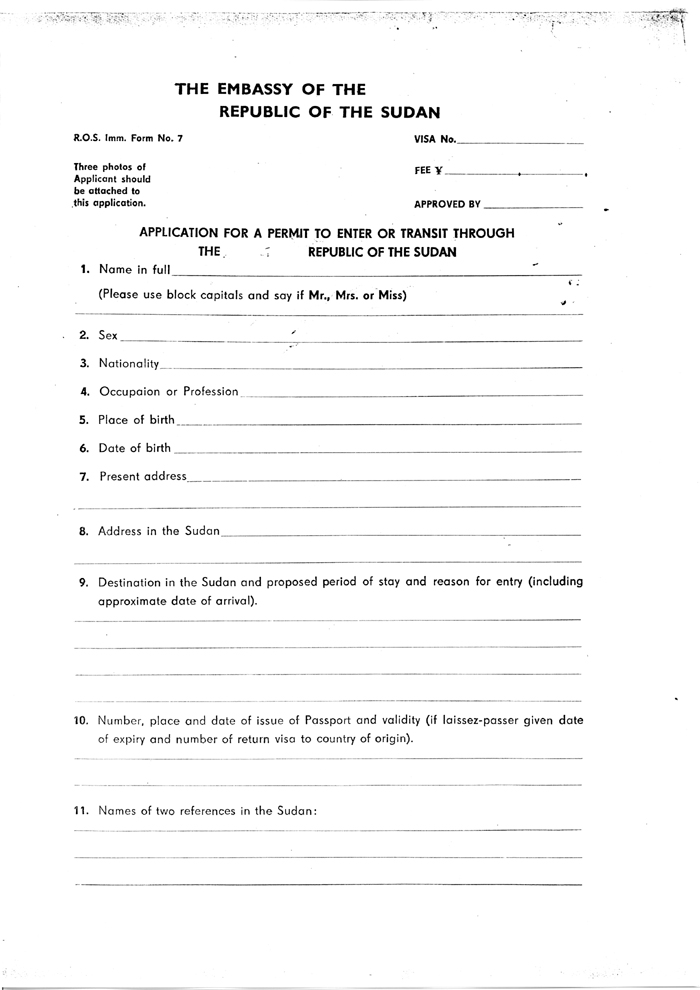 THE EMBASSY OF THE
REPUBLIC OF THE SUDAN
R.O.S. Imm. Form No. 7
VISA No.
Three photos of
Applicant should
be attached to
this application.
FEE ¥
APPROVED BY
APPLICATION FOR A PERMIT TO ENTER OR TRANSIT THROUGH
THE REPUBLIC OF THE SUDAN
1. Name in full
(Please use block capitals and say if Mr., Mrs. or Miss)
2. Sex
3. Nationality
4. Occupaion or Profession
5. Place of birth
6. Date of birth
7. Present address
8. Address in the Sudan
9. Destination in the Sudan and proposed period of stay and reason for entry (including
approximate date of arrival).
10. Number, place and date of issue of Passport and validity (if laissez-passer given date
of expiry and number of return visa to country of origin).
11. Names of two references in the Sudan: